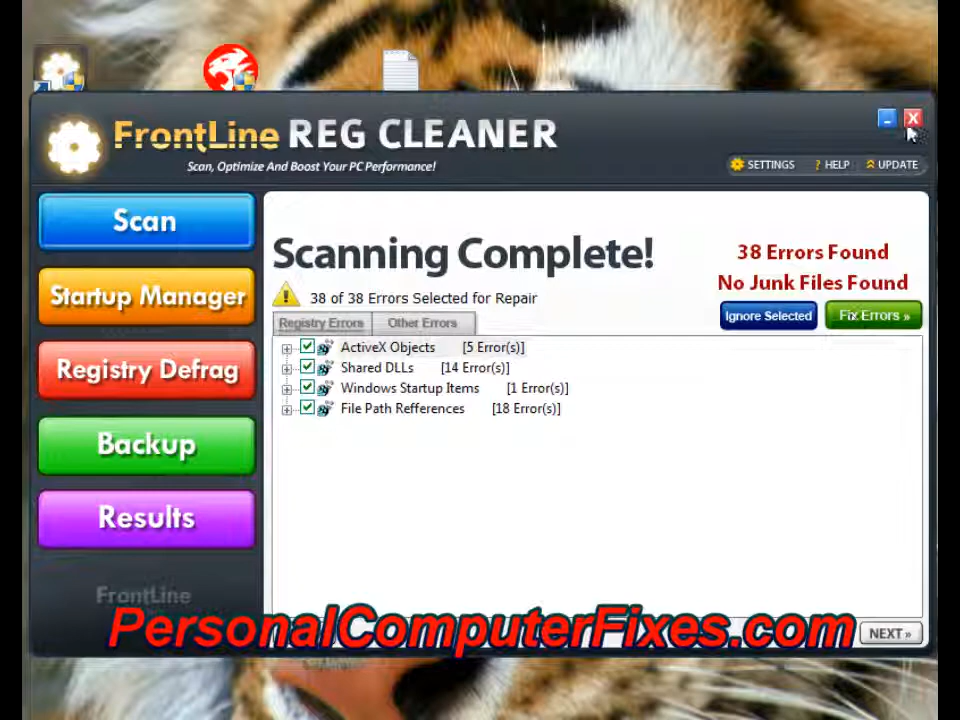 FrontLine REG CLEANER
Scan, Optimize And Boost Your PC Performance!
SETTINGS ? HELP UPDATE
Scan
Startup Manager
Registry Defrag
Backup
Results
FrontLine
Scanning Complete!
38 of 38 Errors Selected for Repair
38 Errors Found
No Junk Files Found
Ignore Selected Fix Errors »
Registry Errors Other Errors
ActiveX Objects [5 Error(s)]
Shared DLLs [14 Error(s)]
Windows Startup Items [1 Error(s)]
File Path Refferences [18 Error(s)]
PersonalComputerFixes.com
NEXT »